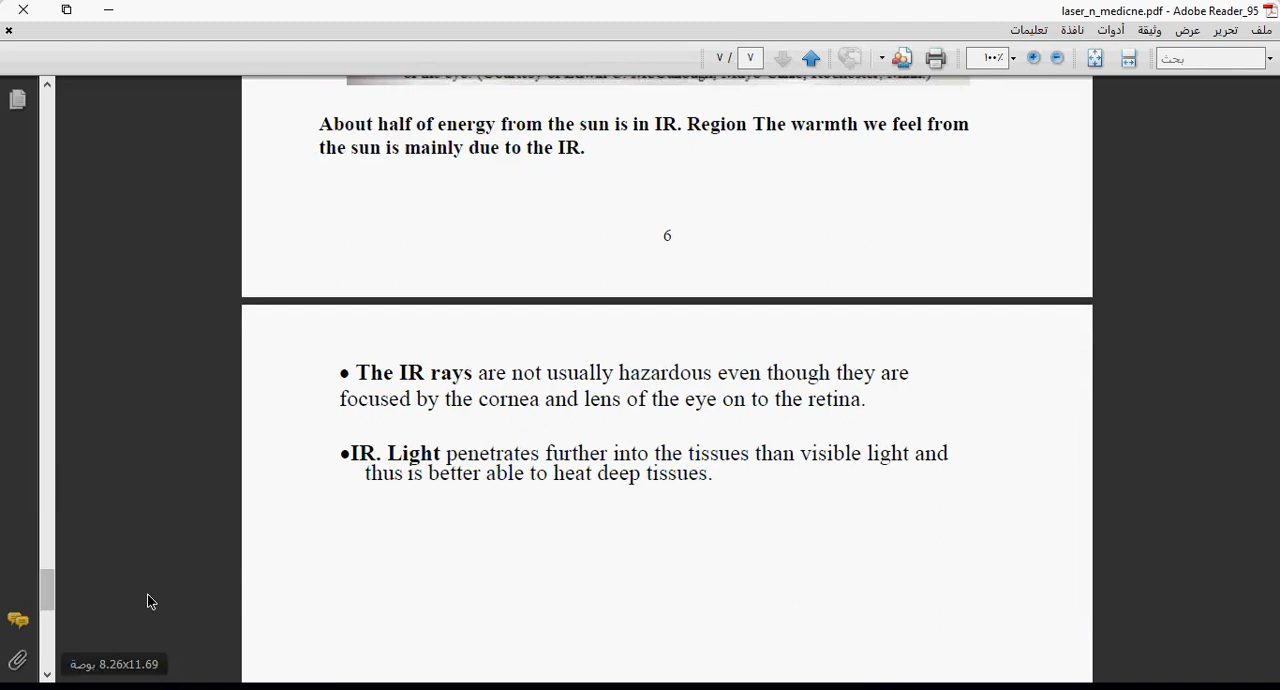 laser_n_medicne.pdf - Adobe Reader_95
ملف تحرير عرض وثيقة أدوات نافذة تعليمات
٧ / ٧
١٠٠٪
بحث
About half of energy from the sun is in IR. Region The warmth we feel from
the sun is mainly due to the IR.
6
• The IR rays are not usually hazardous even though they are
focused by the cornea and lens of the eye on to the retina.
•IR. Light penetrates further into the tissues than visible light and
thus is better able to heat deep tissues.
8.26x11.69 بوصة